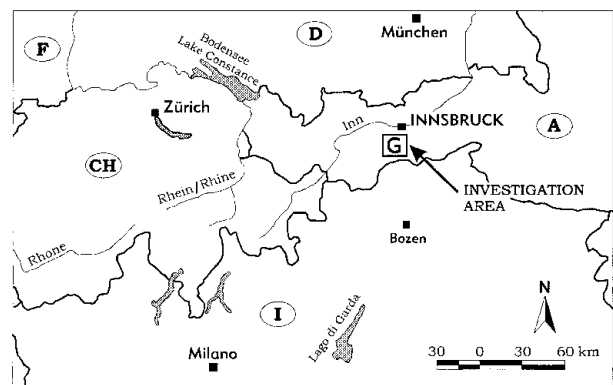 D
München
F
Bodensee
Lake Constance
Zürich
Inn
INNSBRUCK
A
G
CH
Rhein/Rhine
INVESTIGATION
AREA
Bozen
Rhone
N
I
Lago di Garda
Milano
30 0 30 60 km